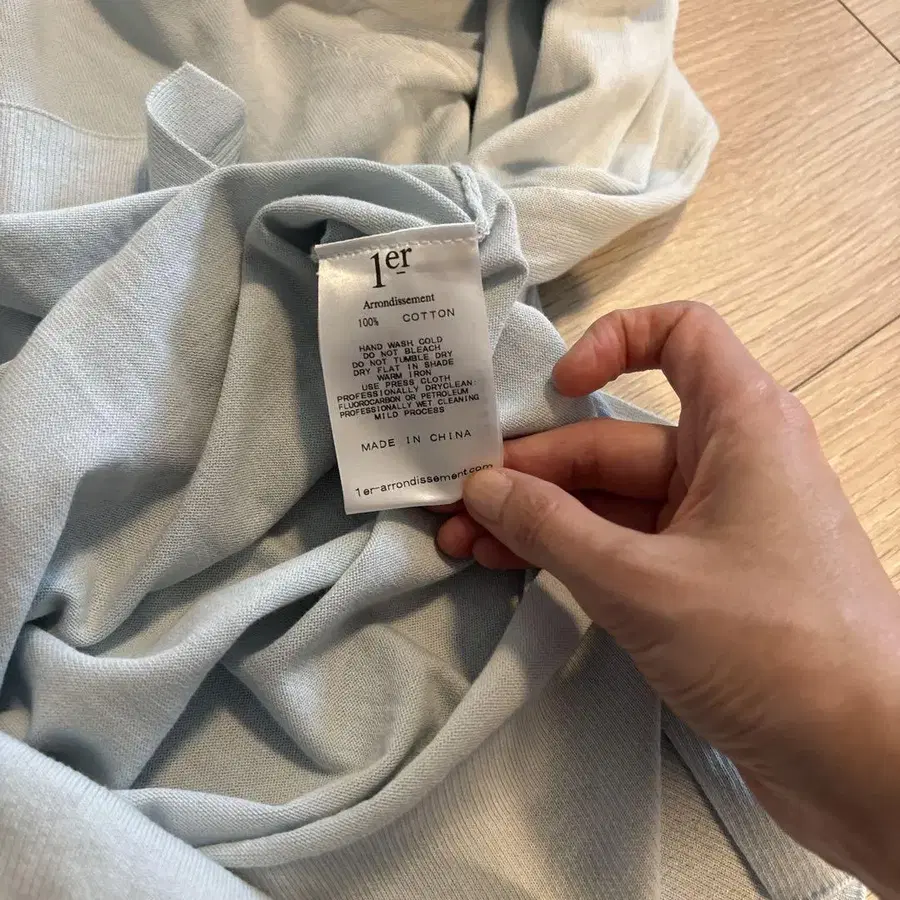 1er
Arrondissement
100% COTTON
HAND WASH COLD
DO NOT BLEACH
DO NOT TUMBLE DRY
DRY FLAT IN SHADE
WARM IRON
USE PRESS CLOTH
PROFESSIONALLY DRYCLEAN:
FLUOROCARBON OR PETROLEUM
PROFESSIONALLY WET CLEANING
MILD PROCESS
MADE IN CHINA
1er-arrondissement.com